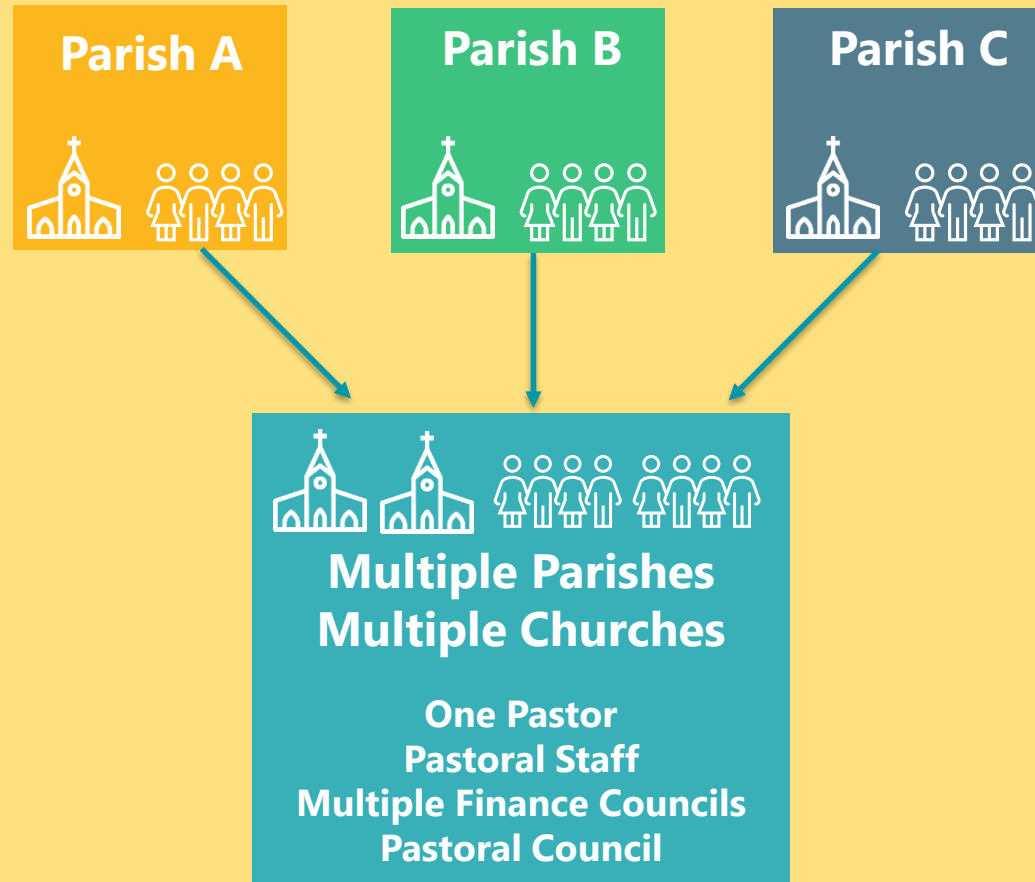 Parish A
Parish B
Parish C
Multiple Parishes
Multiple Churches
One Pastor
Pastoral Staff
Multiple Finance Councils
Pastoral Council